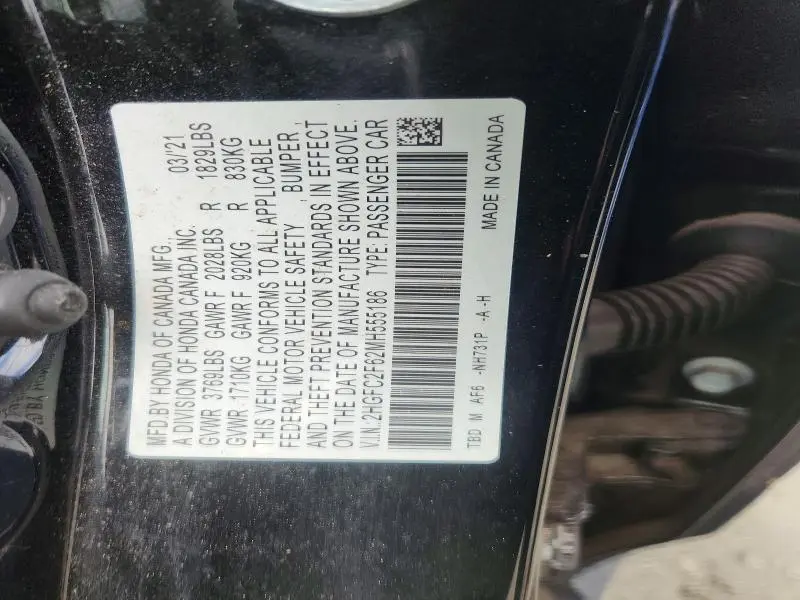 MFD.BY HONDA OF CANADA MFG., 03/21
A DIVISION OF HONDA CANADA INC.
GVWR 3769LBS GAWR F 2028LBS R 1829LBS
GVWR 1710KG GAWR F 920KG R 830KG
THIS VEHICLE CONFORMS TO ALL APPLICABLE
FEDERAL MOTOR VEHICLE SAFETY , BUMPER ,
AND THEFT PREVENTION STANDARDS IN EFFECT
ON THE DATE OF MANUFACTURE SHOWN ABOVE.
V.I.N.:2HGFC2F62MH555186 TYPE: PASSENGER CAR
TBD M AF6 -NH731P -A-H MADE IN CANADA